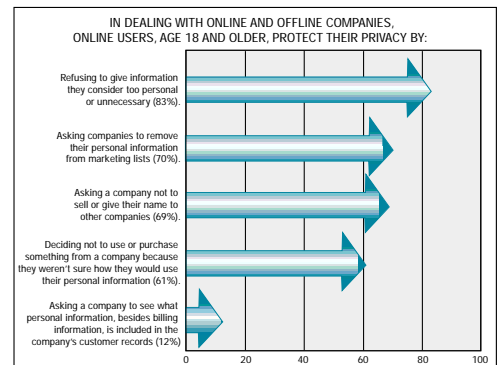 IN DEALING WITH ONLINE AND OFFLINE COMPANIES,
ONLINE USERS, AGE 18 AND OLDER, PROTECT THEIR PRIVACY BY:
Refusing to give information
they consider too personal
or unnecessary (83%).
Asking companies to remove
their personal information
from marketing lists (70%).
Asking a company not to
sell or give their name to
other companies (69%).
Deciding not to use or purchase
something from a company because
they weren't sure how they would use
their personal information (61%).
Asking a company to see what
personal information, besides billing
information, is included in the
company's customer records (12%)
0 20 40 60 80 100